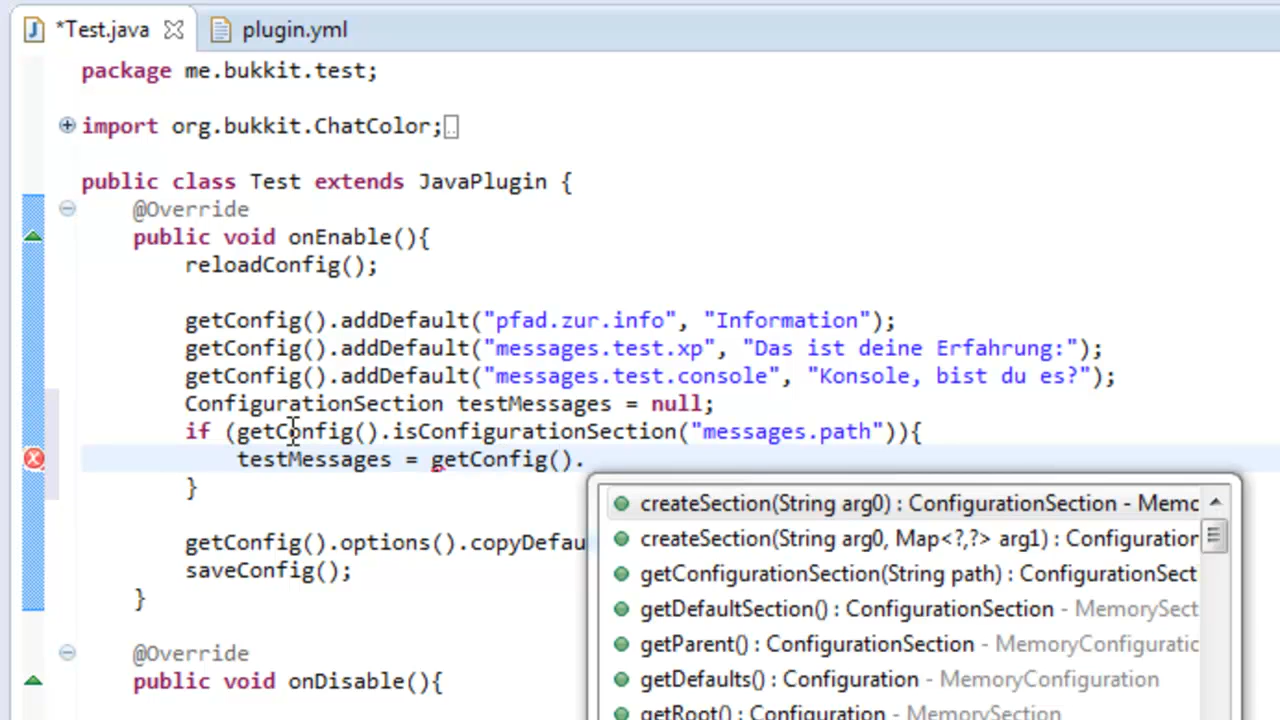 *Test.java plugin.yml
package me.bukkit.test;
import org.bukkit.ChatColor;
public class Test extends JavaPlugin {
@Override
public void onEnable(){
reloadConfig();
getConfig().addDefault("pfad.zur.info", "Information");
getConfig().addDefault("messages.test.xp", "Das ist deine Erfahrung:");
getConfig().addDefault("messages.test.console", "Konsole, bist du es?");
ConfigurationSection testMessages = null;
if (getConfig().isConfigurationSection("messages.path")){
testMessages = getConfig().
}
createSection(String arg0) : ConfigurationSection - Memc
createSection(String arg0, Map<?,?> arg1) : Configuration
getConfigurationSection(String path) : ConfigurationSect
getDefaultSection() : ConfigurationSection - MemorySect
getParent() : ConfigurationSection - MemoryConfiguratic
getDefaults() : Configuration - MemoryConfiguration
getRoot() : Configuration - MemorySection
getConfig().options().copyDefau
saveConfig();
}
@Override
public void onDisable(){